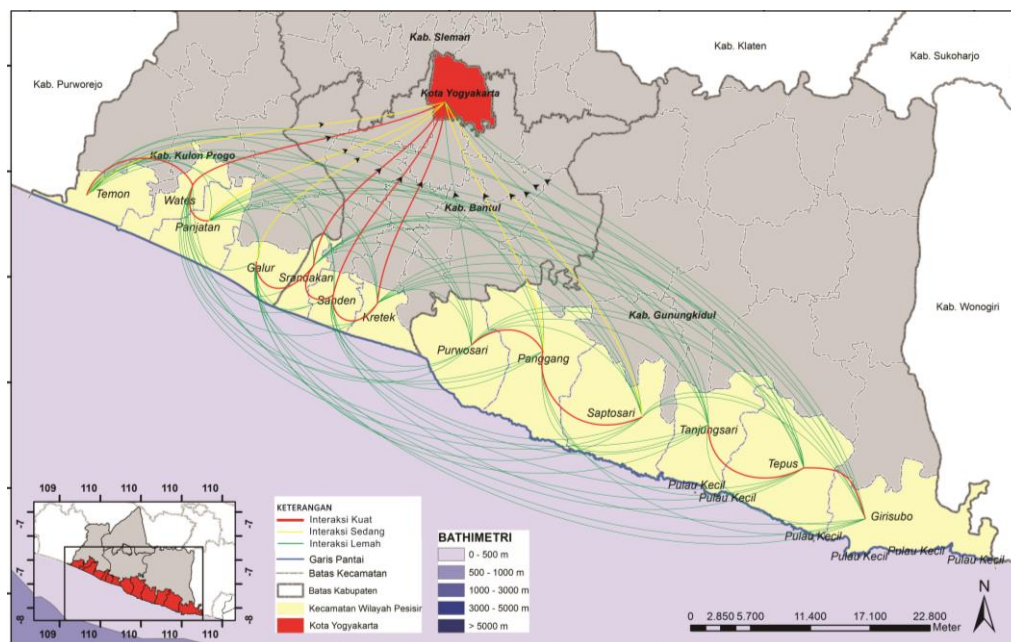 Kab. Sleman
Kab. Klaten
Kab. Sukoharjo
Kab. Purworejo
Kota Yogyakarta
Kab. Kulon Progo
Temon
Wates
Panjatan
Kab. Bantul
Galur
Srandakan
Sanden
Kretek
Kab. Wonogiri
Kab. Gunungkidul
Purwosari
Panggang
Saptosari
Tanjungsari
Tepus
Pulau Kecil
Pulau Kecil
Girisubo
Pulau Kecil
Pulau Kecil
Pulau Kecil
Pulau Kecil
109 110 110 110 110
-7
-7
-7
-7
-8
-8
109 110 110 110 110
KETERANGAN
Interaksi Kuat
Interaksi Sedang
Interaksi Lemah
Garis Pantai
Batas Kecamatan
Batas Kabupaten
Kecamatan Wilayah Pesisir
Kota Yogyakarta
BATHIMETRI
0 - 500 m
500 - 1000 m
1000 - 3000 m
3000 - 5000 m
> 5000 m
N
0 2.850 5.700 11.400 17.100 22.800
Meter